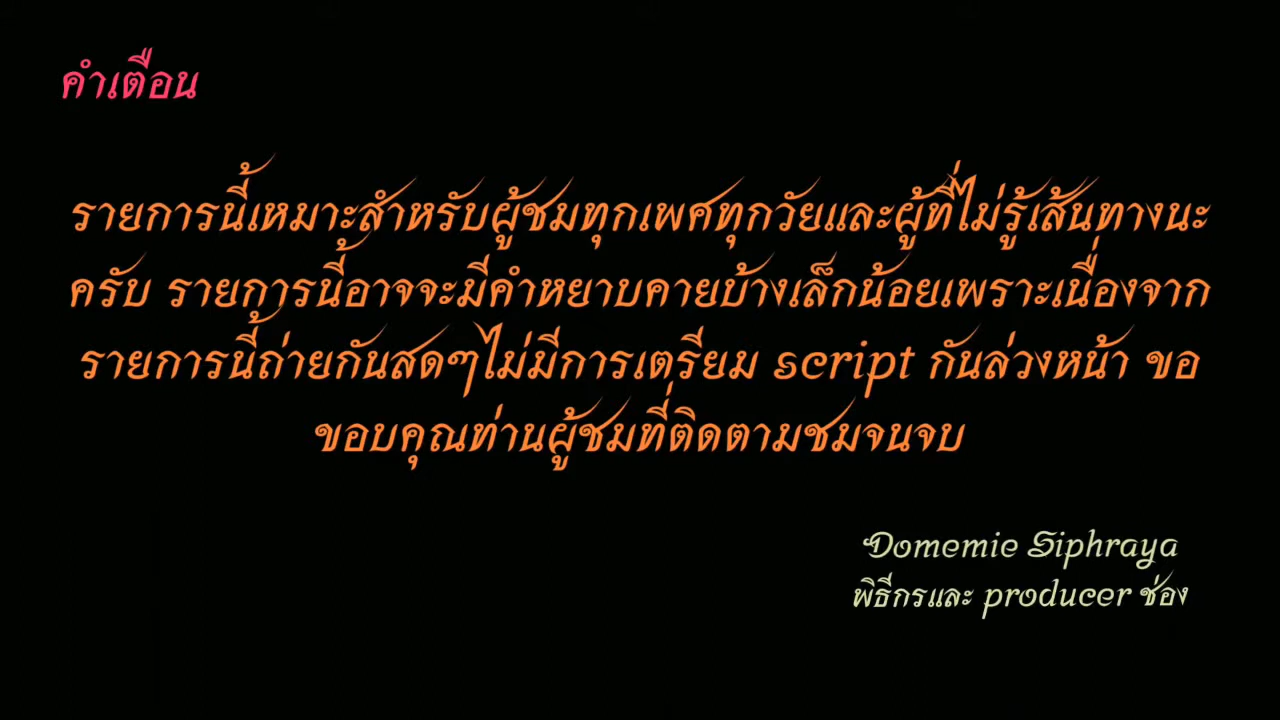 คำเตือน
รายการนี้เหมาะสำหรับผู้ชมทุกเพศทุกวัยและผู้ที่ไม่รู้เส้นทางนะ
ครับ รายการนี้อาจจะมีคำหยาบคายบ้างเล็กน้อยเพราะเนื่องจาก
รายการนี้ถ่ายกันสดๆไม่มีการเตรียม script กันล่วงหน้า ขอ
ขอบคุณท่านผู้ชมที่ติดตามชมจนจบ
Domemie Siphraya
พิธีกรและ producer ช่อง